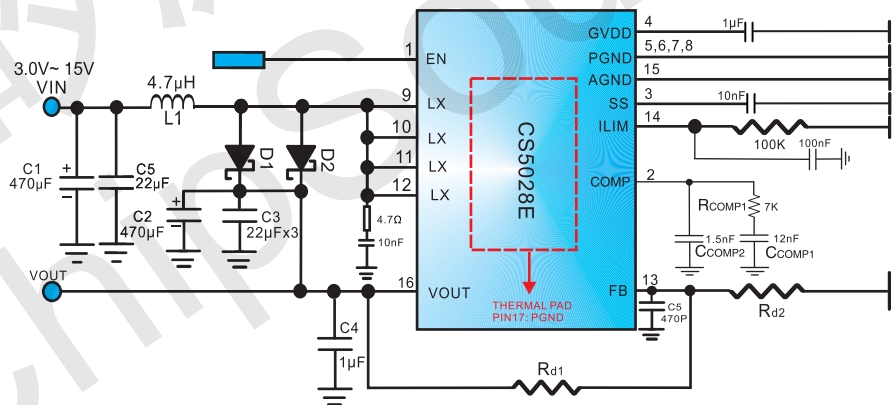 3.0V~ 15V
VIN
4.7µH
L1
C1
470µF
C5
22µF
D1
D2
C2
470µF
C3
22µFx3
4.7Ω
10nF
VOUT
C4
1µF
Rd1
1
EN
9
LX
10
LX
11
LX
12
LX
16
VOUT
CS5028E
THERMAL PAD
PIN17: PGND
GVDD
4
1µF
PGND
5,6,7,8
AGND
15
SS
3
10nF
ILIM
14
100K
100nF
COMP
2
RCOMP1
7K
1.5nF
CCOMP2
12nF
CCOMP1
FB
13
C5
470P
Rd2